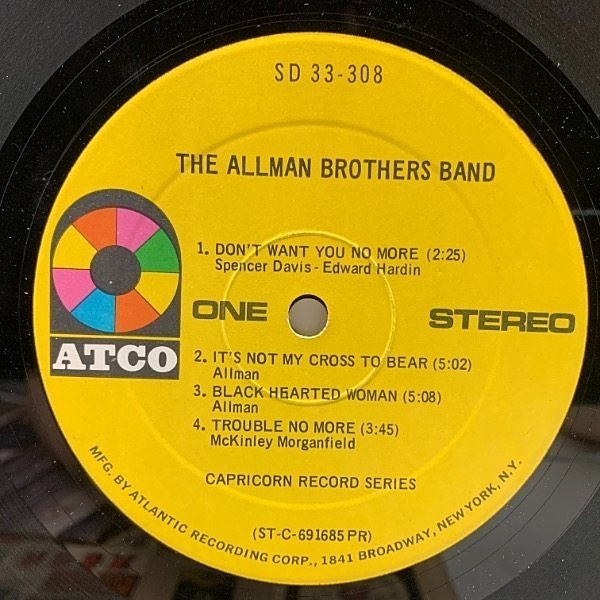 SD 33-308
THE ALLMAN BROTHERS BAND
1. DON'T WANT YOU NO MORE (2:25)
Spencer Davis - Edward Hardin
ONE
STEREO
ATCO
2. IT'S NOT MY CROSS TO BEAR (5:02)
Allman
3. BLACK HEARTED WOMAN (5:08)
Allman
4. TROUBLE NO MORE (3:45)
McKinley Morganfield
CAPRICORN RECORD SERIES
(ST-C-691685 PR)
MFG. BY ATLANTIC RECORDING CORP., 1841 BROADWAY, NEW YORK, N.Y.